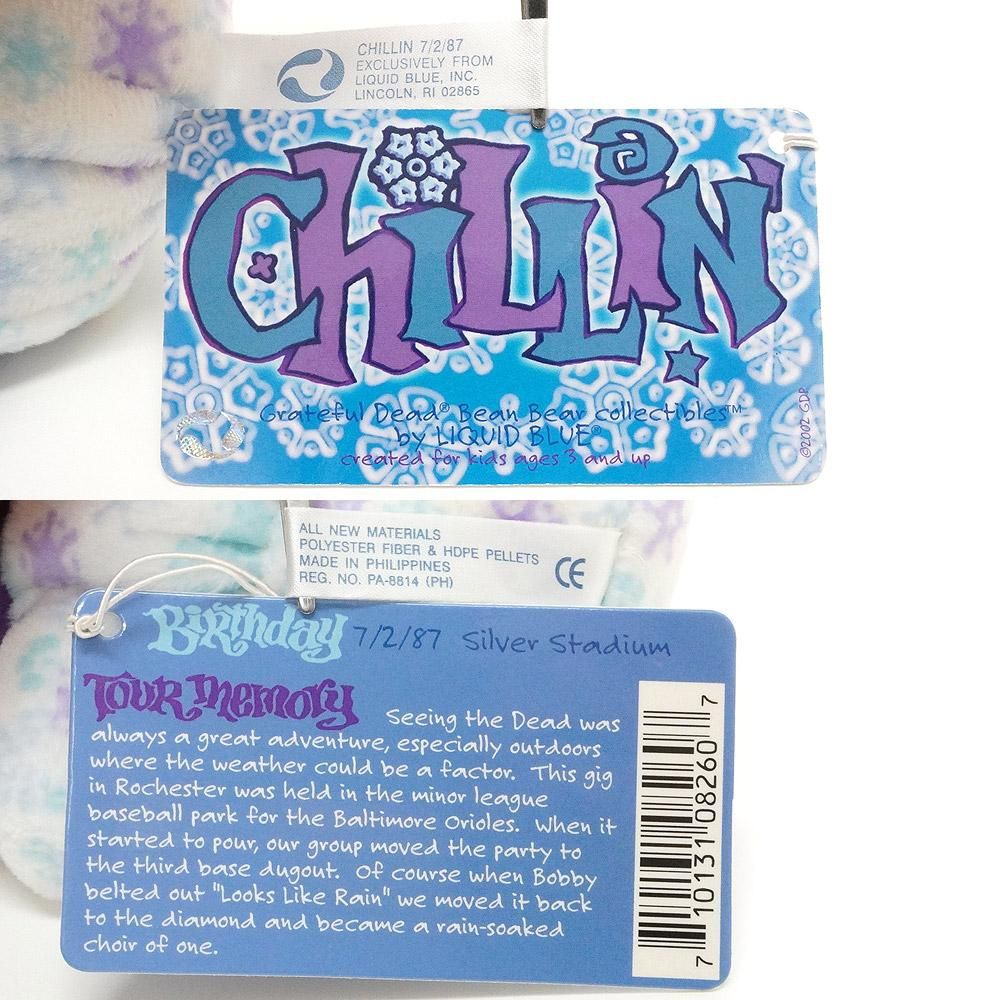 CHILLIN 7/2/87
EXCLUSIVELY FROM
LIQUID BLUE, INC.
LINCOLN, RI 02865
CHiLLiN'
Grateful Dead® Bean Bear collectibles™
by LIQUID BLUE®
created for kids ages 3 and up
©2002 GDP
ALL NEW MATERIALS
POLYESTER FIBER & HDPE PELLETS
MADE IN PHILIPPINES
REG. NO. PA-8814 (PH)
CE
Birthday 7/2/87 Silver Stadium
Tour Memory Seeing the Dead was
always a great adventure, especially outdoors
where the weather could be a factor. This gig
in Rochester was held in the minor league
baseball park for the Baltimore Orioles. When it
started to pour, our group moved the party to
the third base dugout. Of course when Bobby
belted out "Looks Like Rain" we moved it back
to the diamond and became a rain-soaked
choir of one.
7 10131 08260 7